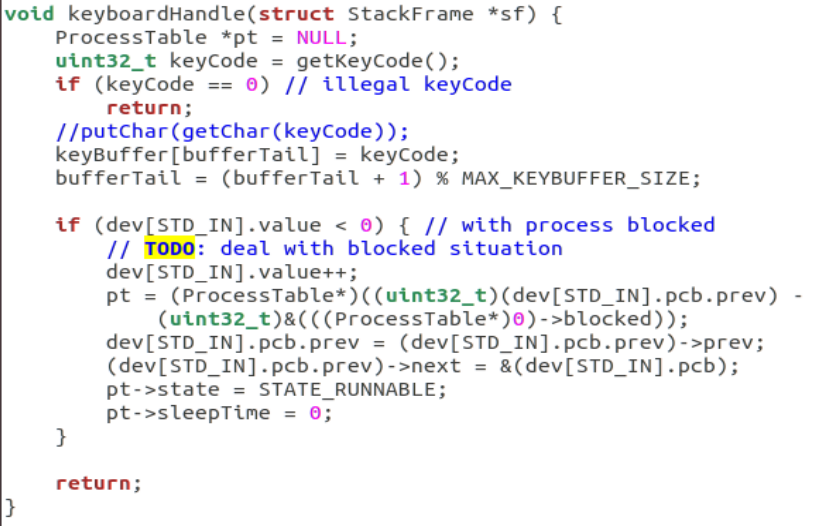 void keyboardHandle(struct StackFrame *sf) {
    ProcessTable *pt = NULL;
    uint32_t keyCode = getKeyCode();
    if (keyCode == 0) // illegal keyCode
        return;
    //putChar(getChar(keyCode));
    keyBuffer[bufferTail] = keyCode;
    bufferTail = (bufferTail + 1) % MAX_KEYBUFFER_SIZE;

    if (dev[STD_IN].value < 0) { // with process blocked
        // TODO: deal with blocked situation
        dev[STD_IN].value++;
        pt = (ProcessTable*)((uint32_t)(dev[STD_IN].pcb.prev) -
            (uint32_t)&(((ProcessTable*)0)->blocked));
        dev[STD_IN].pcb.prev = (dev[STD_IN].pcb.prev)->prev;
        (dev[STD_IN].pcb.prev)->next = &(dev[STD_IN].pcb);
        pt->state = STATE_RUNNABLE;
        pt->sleepTime = 0;
    }

    return;
}